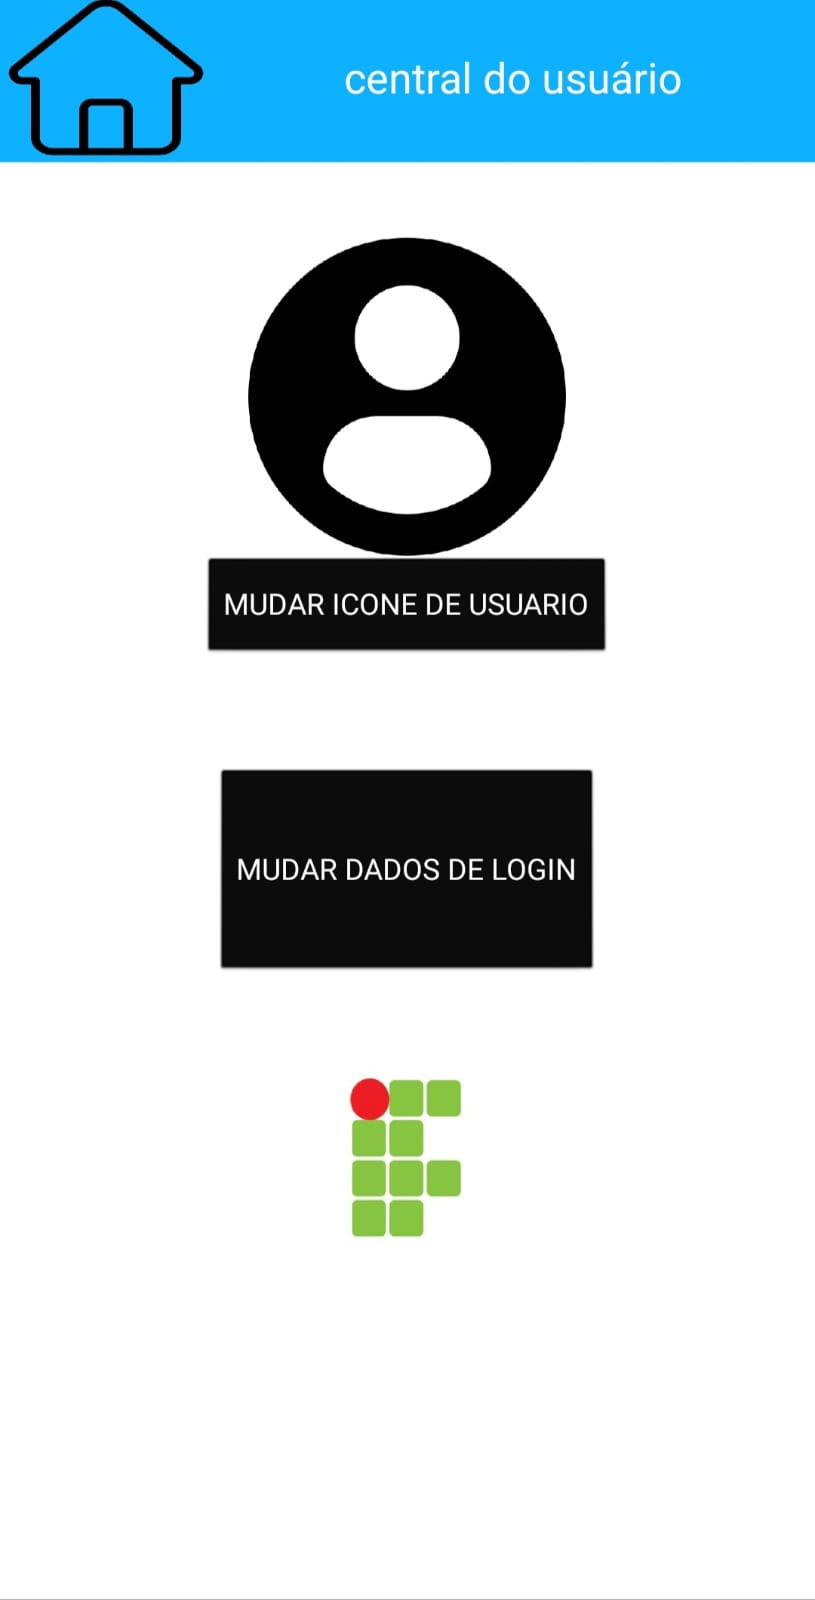 central do usuário
MUDAR ICONE DE USUARIO
MUDAR DADOS DE LOGIN